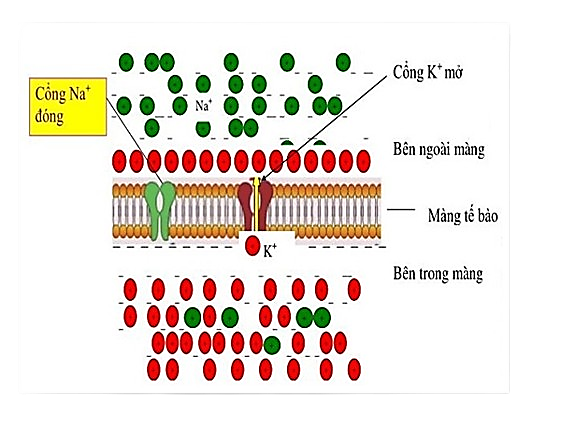 Cổng K⁺ mở
Cổng Na⁺
đóng
Na⁺
Bên ngoài màng
Màng tế bào
K⁺
Bên trong màng